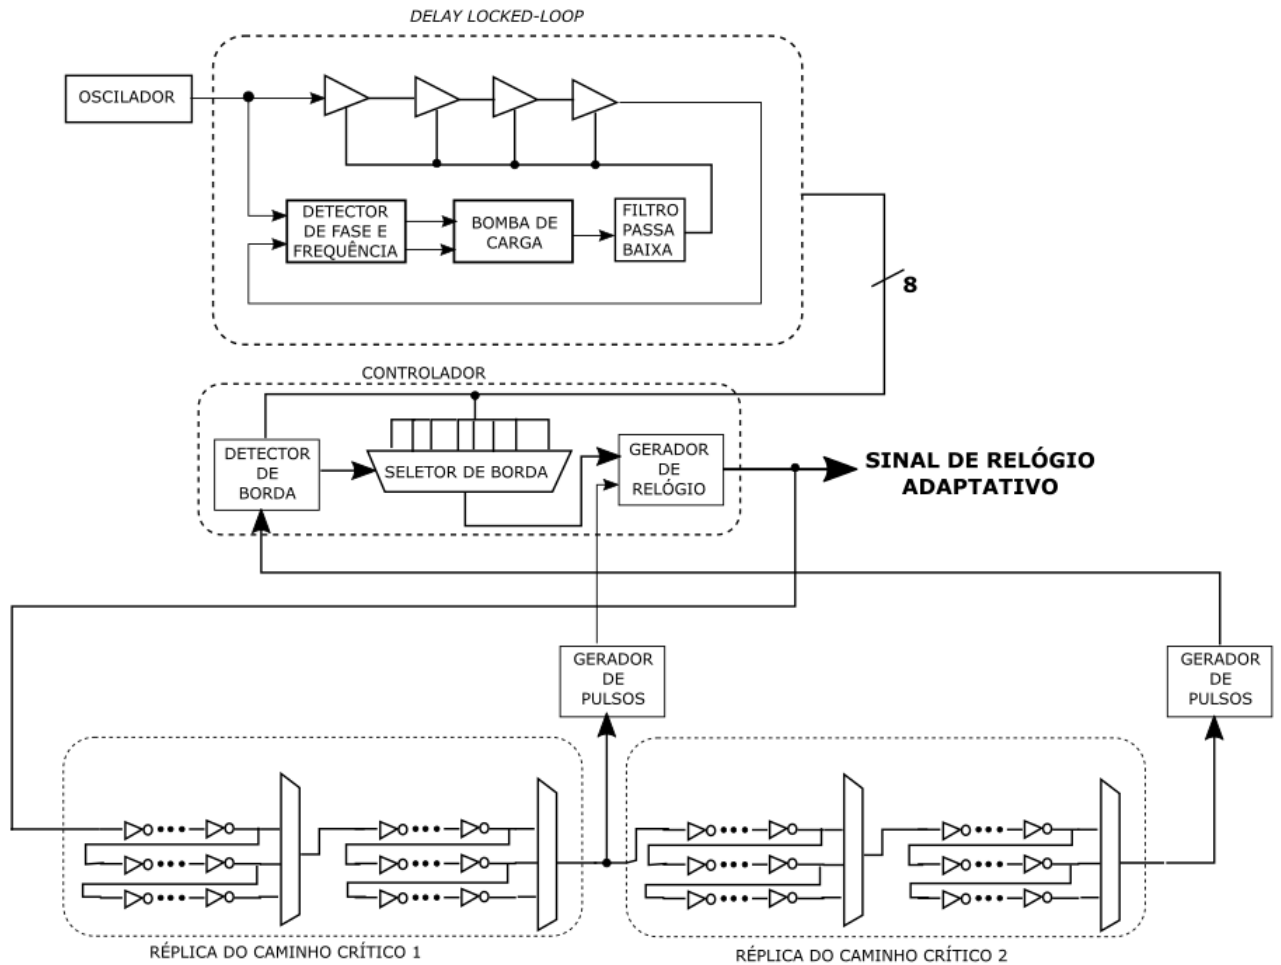 DELAY LOCKED-LOOP
OSCILADOR
DETECTOR
DE FASE E
FREQUÊNCIA
BOMBA DE
CARGA
FILTRO
PASSA
BAIXA
8
CONTROLADOR
DETECTOR
DE
BORDA
SELETOR DE BORDA
GERADOR
DE
RELÓGIO
SINAL DE RELÓGIO
ADAPTATIVO
GERADOR
DE
PULSOS
GERADOR
DE
PULSOS
RÉPLICA DO CAMINHO CRÍTICO 1
RÉPLICA DO CAMINHO CRÍTICO 2